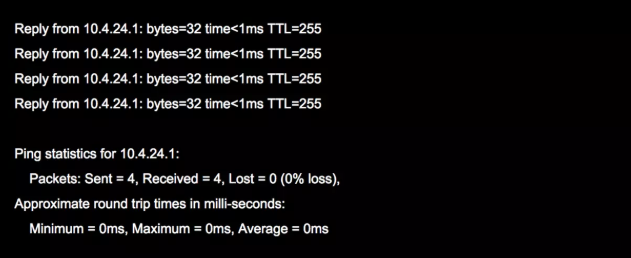 Reply from 10.4.24.1: bytes=32 time<1ms TTL=255
Reply from 10.4.24.1: bytes=32 time<1ms TTL=255
Reply from 10.4.24.1: bytes=32 time<1ms TTL=255
Reply from 10.4.24.1: bytes=32 time<1ms TTL=255
Ping statistics for 10.4.24.1:
Packets: Sent = 4, Received = 4, Lost = 0 (0% loss),
Approximate round trip times in milli-seconds:
Minimum = 0ms, Maximum = 0ms, Average = 0ms